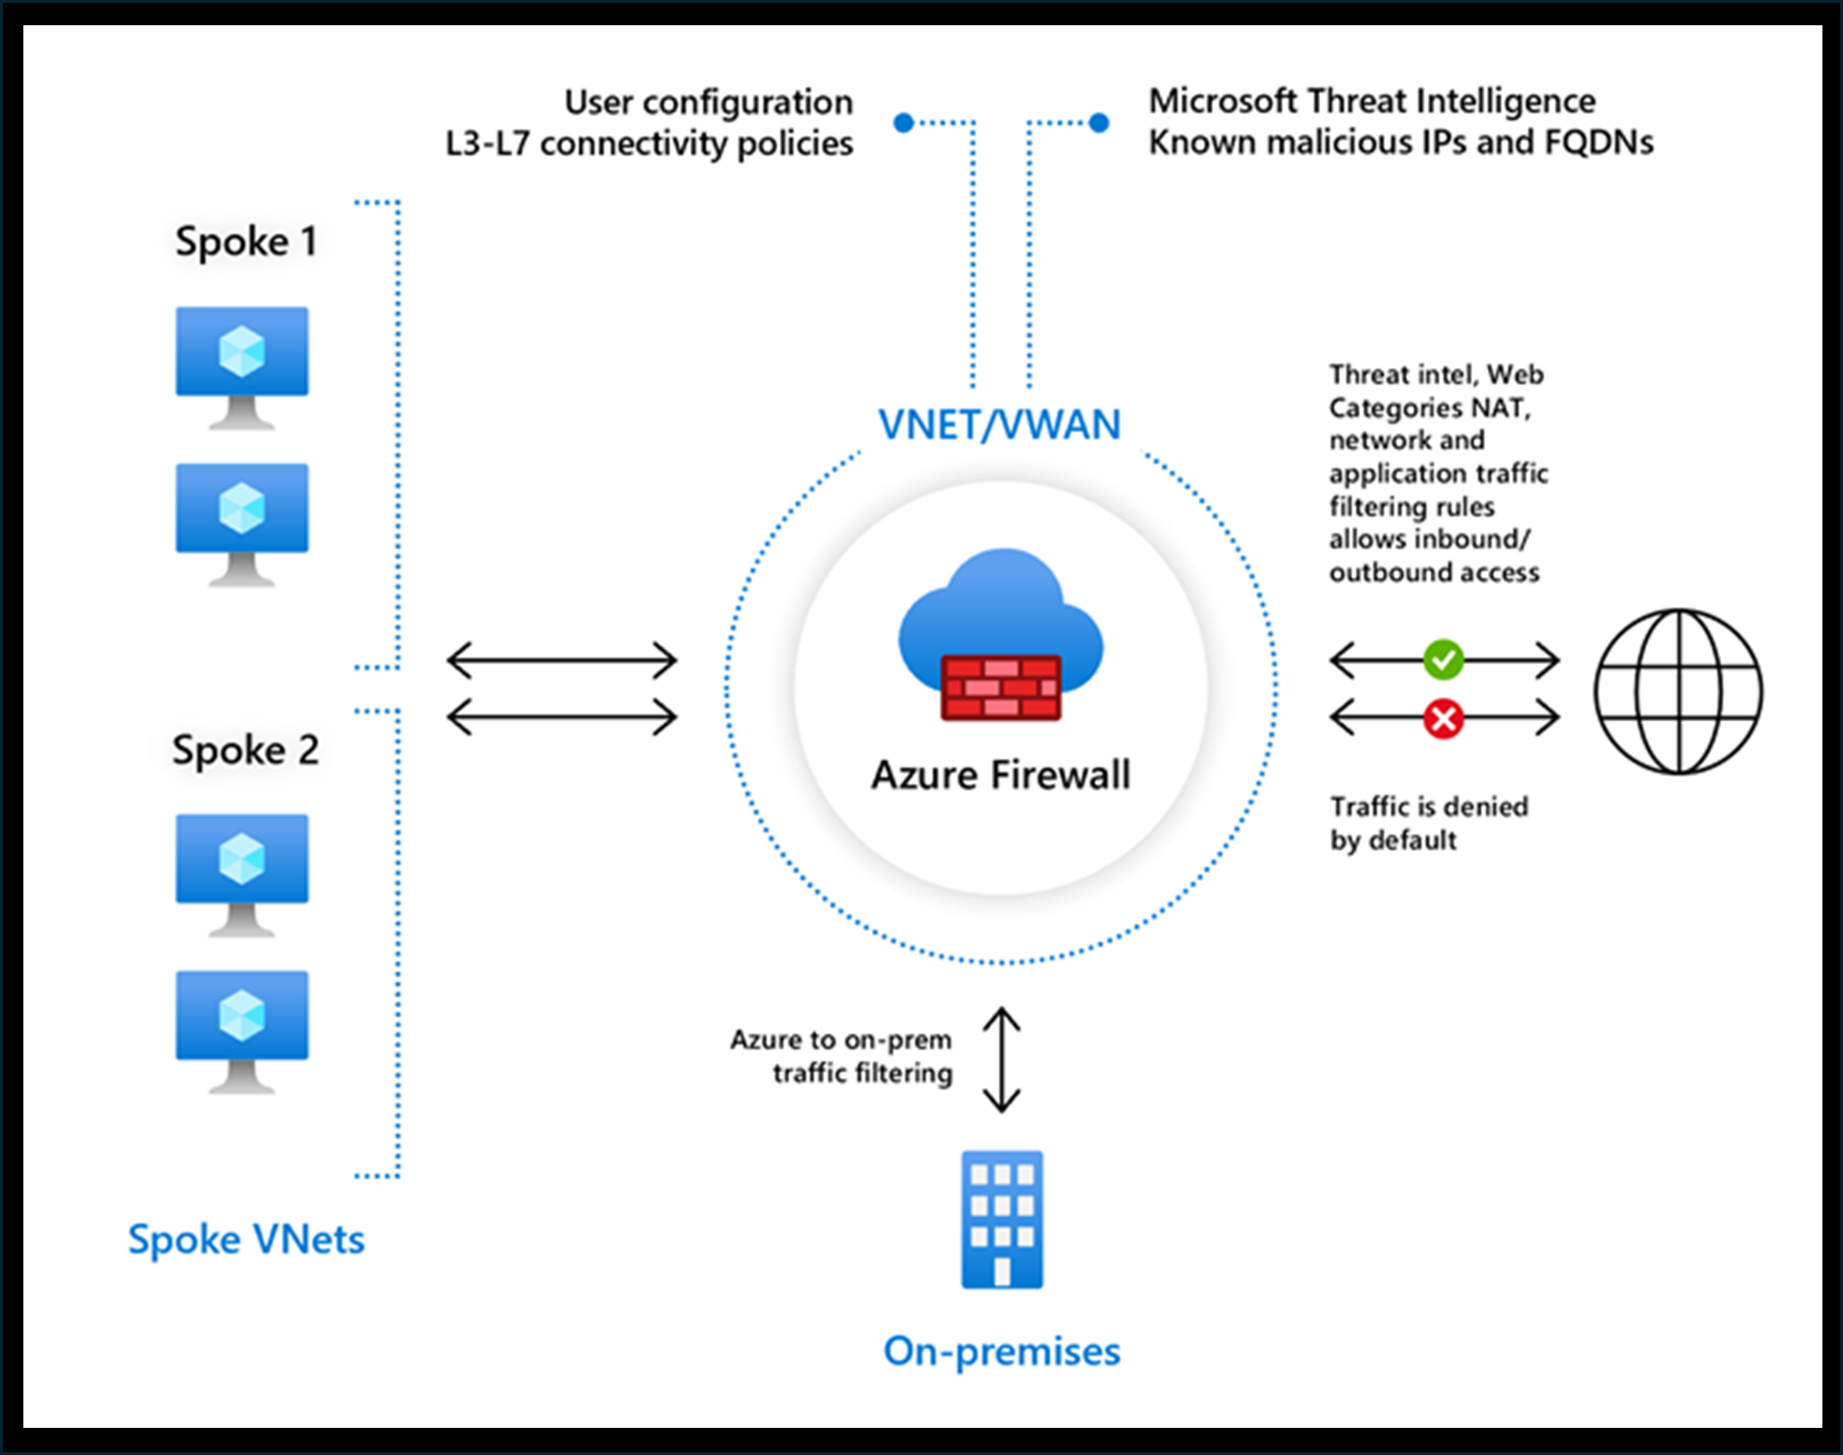 User configuration
L3-L7 connectivity policies
Microsoft Threat Intelligence
Known malicious IPs and FQDNs
Spoke 1
VNET/VWAN
Threat intel, Web
Categories NAT,
network and
application traffic
filtering rules
allows inbound/
outbound access
Spoke 2
Azure Firewall
Traffic is denied
by default
Azure to on-prem
traffic filtering
Spoke VNets
On-premises